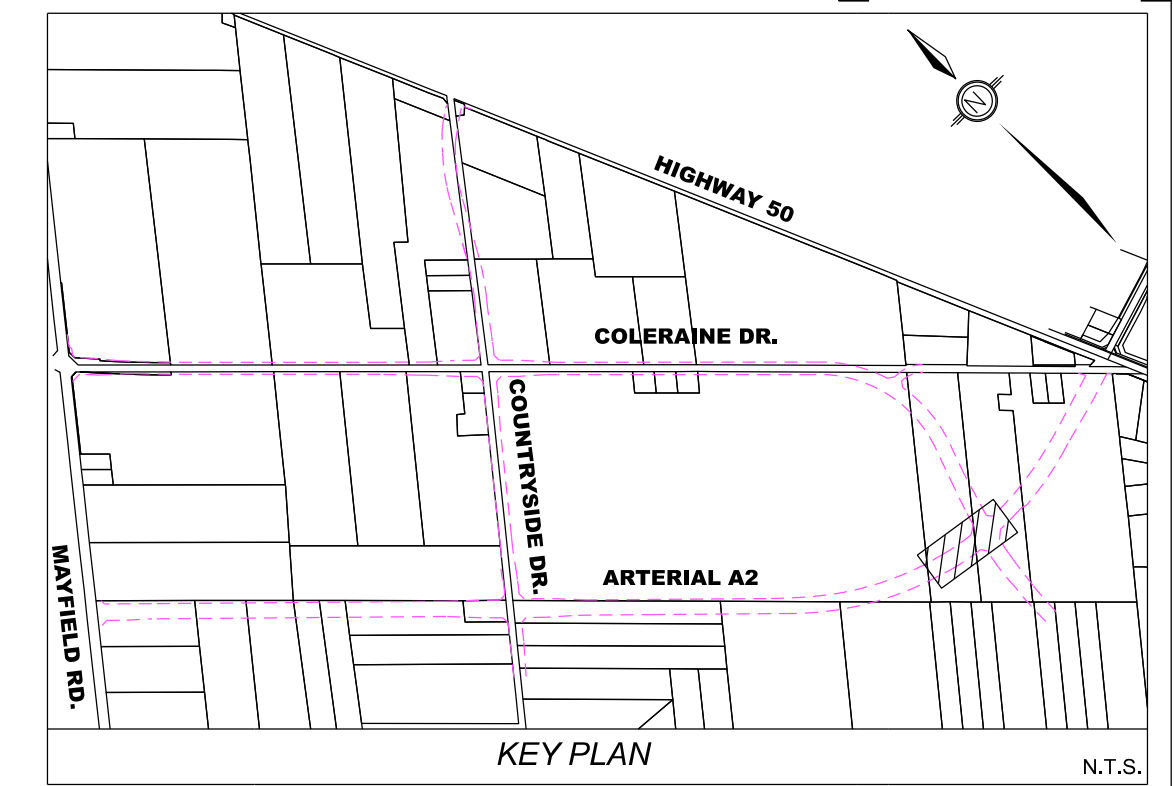 N
HIGHWAY 50
COLERAINE DR.
COUNTRYSIDE DR.
MAYFIELD RD.
ARTERIAL A2
KEY PLAN
N.T.S.